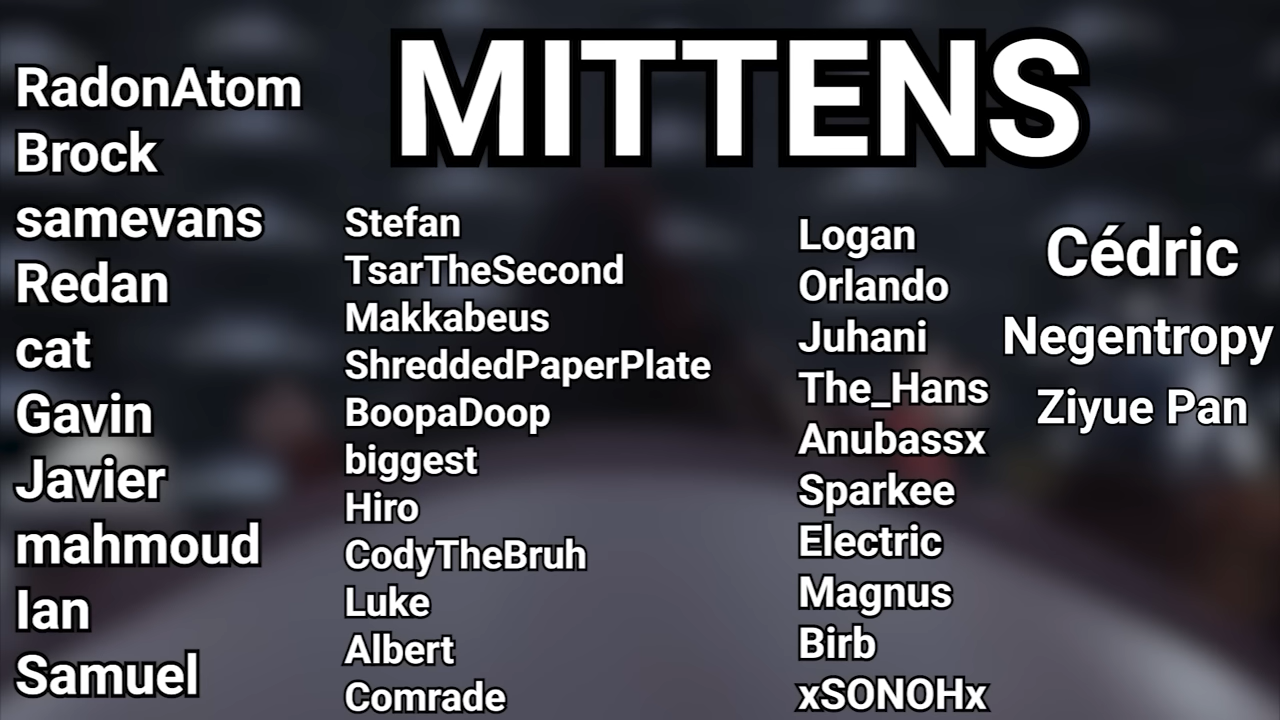 MITTENS
RadonAtom
Brock
samevans
Redan
cat
Gavin
Javier
mahmoud
Ian
Samuel
Stefan
TsarTheSecond
Makkabeus
ShreddedPaperPlate
BoopaDoop
biggest
Hiro
CodyTheBruh
Luke
Albert
Comrade
Logan
Orlando
Juhani
The_Hans
Anubassx
Sparkee
Electric
Magnus
Birb
xSONOHx
Cédric
Negentropy
Ziyue Pan